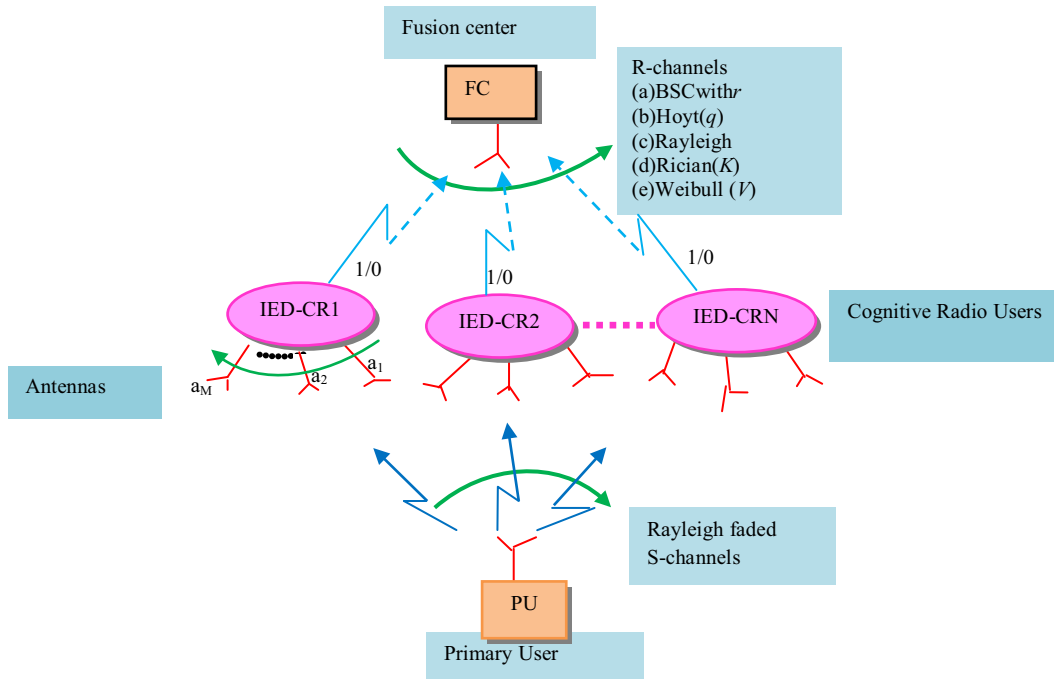 Fusion center
FC
R-channels
(a)BSCwithr
(b)Hoyt(q)
(c)Rayleigh
(d)Rician(K)
(e)Weibull (V)
1/0
1/0
1/0
IED-CR1
IED-CR2
IED-CRN
Cognitive Radio Users
Antennas
aM
a2
a1
Rayleigh faded
S-channels
PU
Primary User